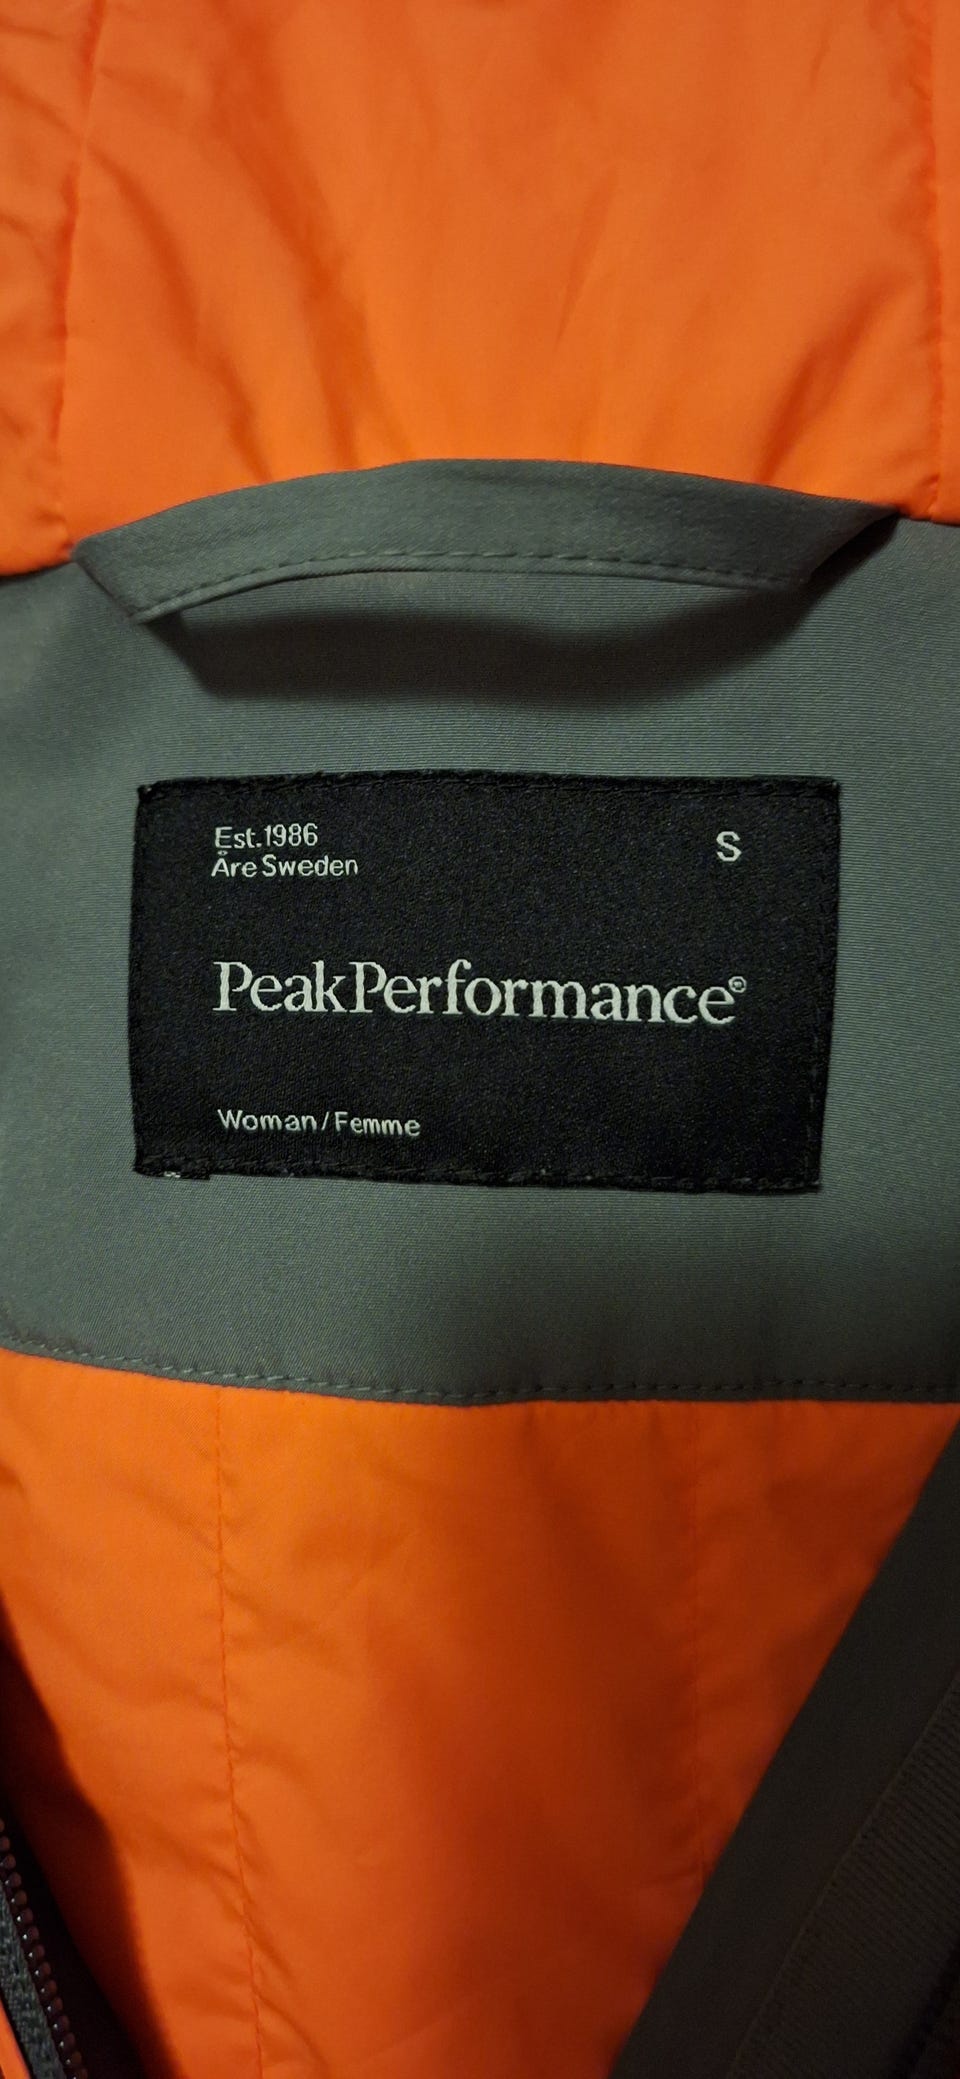 Est.1986
Åre Sweden
S
PeakPerformance®
Woman/Femme